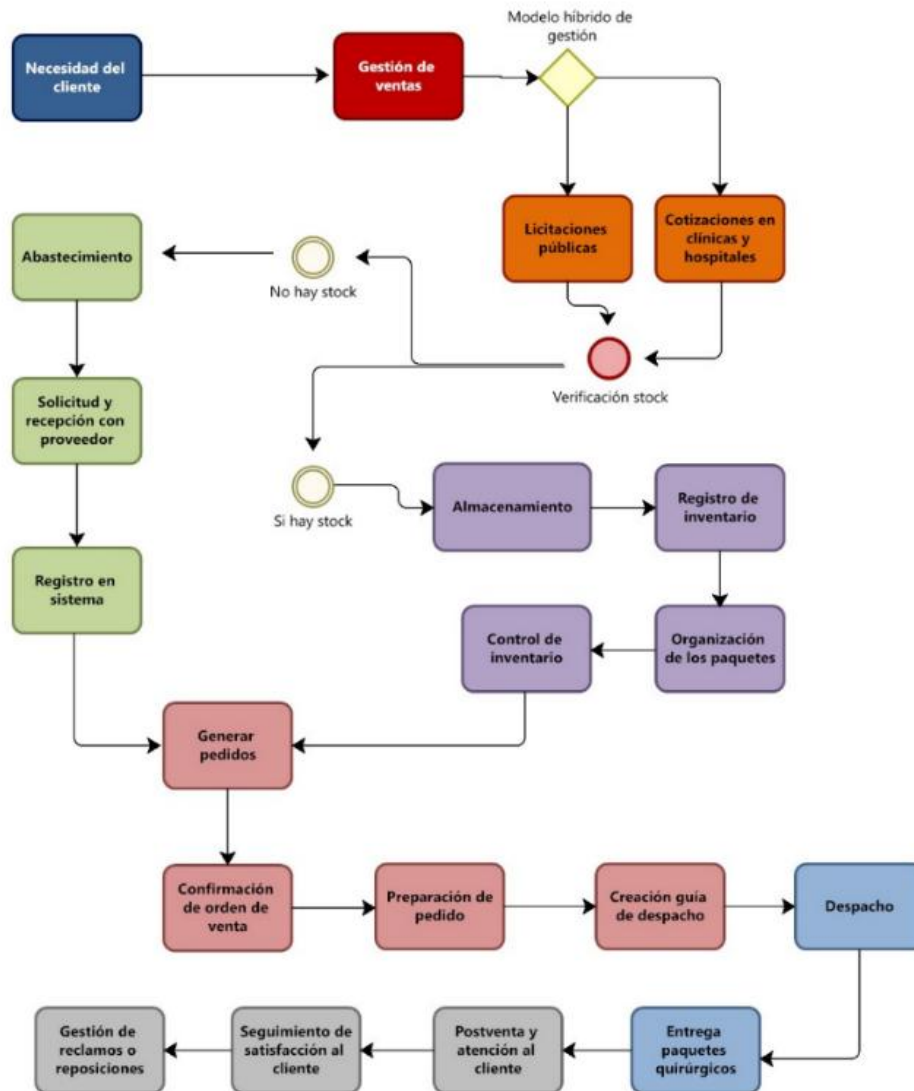 Modelo híbrido de
gestión
Necesidad del
cliente
Gestión de
ventas
Licitaciones
públicas
Cotizaciones en
clínicas y
hospitales
Abastecimiento
No hay stock
Verificación stock
Solicitud y
recepción con
proveedor
Si hay stock
Almacenamiento
Registro de
inventario
Registro en
sistema
Control de
inventario
Organización
de los paquetes
Generar
pedidos
Confirmación
de orden de
venta
Preparación de
pedido
Creación guía
de despacho
Despacho
Gestión de
reclamos o
reposiciones
Seguimiento de
satisfacción al
cliente
Postventa y
atención al
cliente
Entrega
paquetes
quirúrgicos